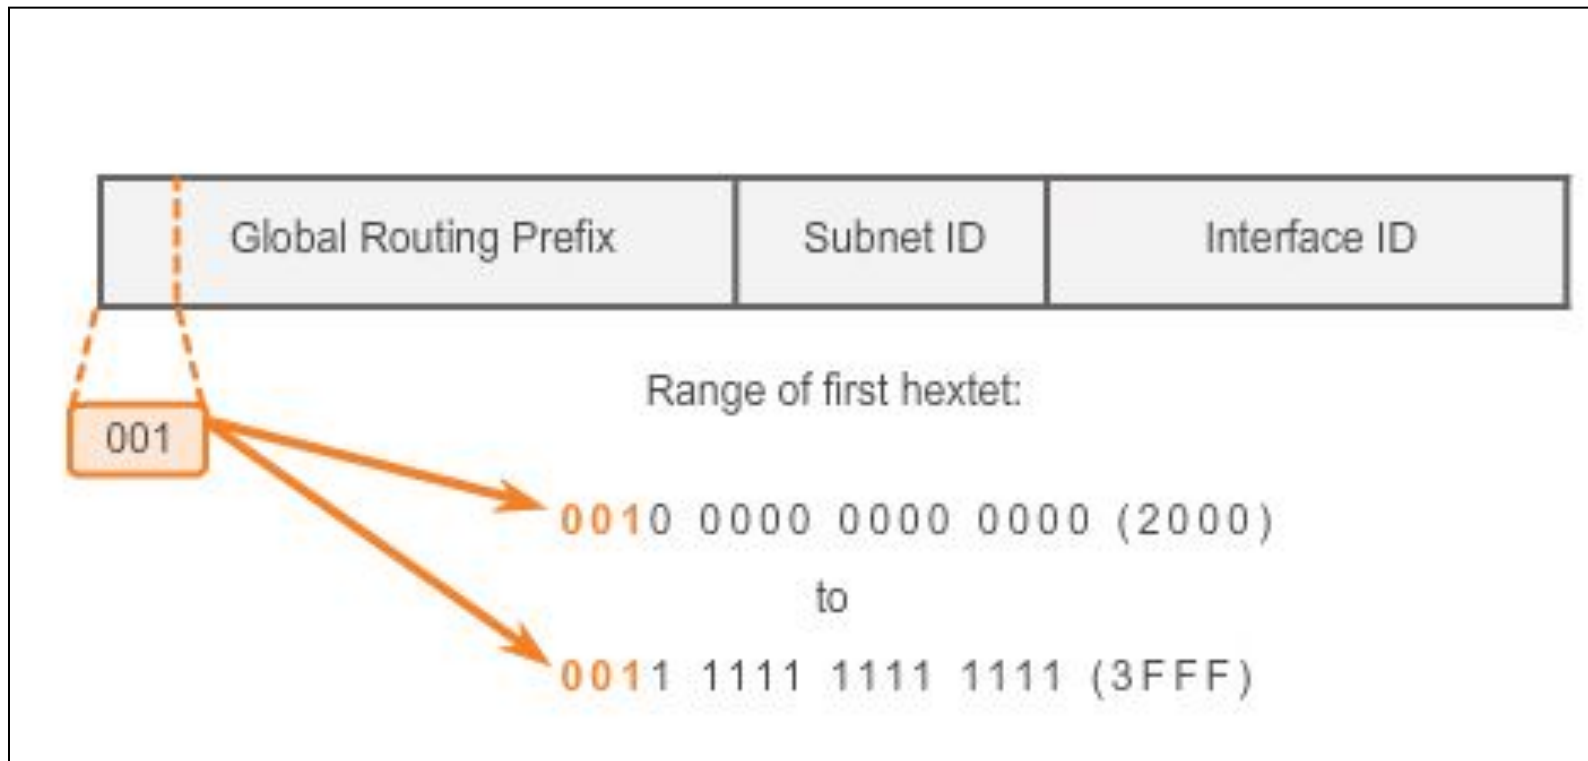 Global Routing Prefix Subnet ID Interface ID
Range of first hextet:
001
0010 0000 0000 0000 (2000)
to
0011 1111 1111 1111 (3FFF)